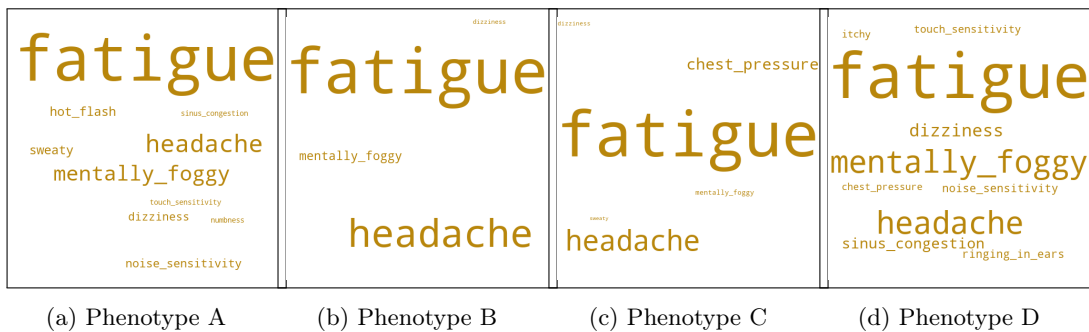 fatigue
hot_flash
sinus_congestion
sweaty
headache
mentally_foggy
touch_sensitivity
dizziness
numbness
noise_sensitivity
(a) Phenotype A
dizziness
fatigue
mentally_foggy
headache
(b) Phenotype B
dizziness
chest_pressure
fatigue
mentally_foggy
sweaty
headache
(c) Phenotype C
itchy
touch_sensitivity
fatigue
dizziness
mentally_foggy
chest_pressure
noise_sensitivity
headache
sinus_congestion
ringing_in_ears
(d) Phenotype D